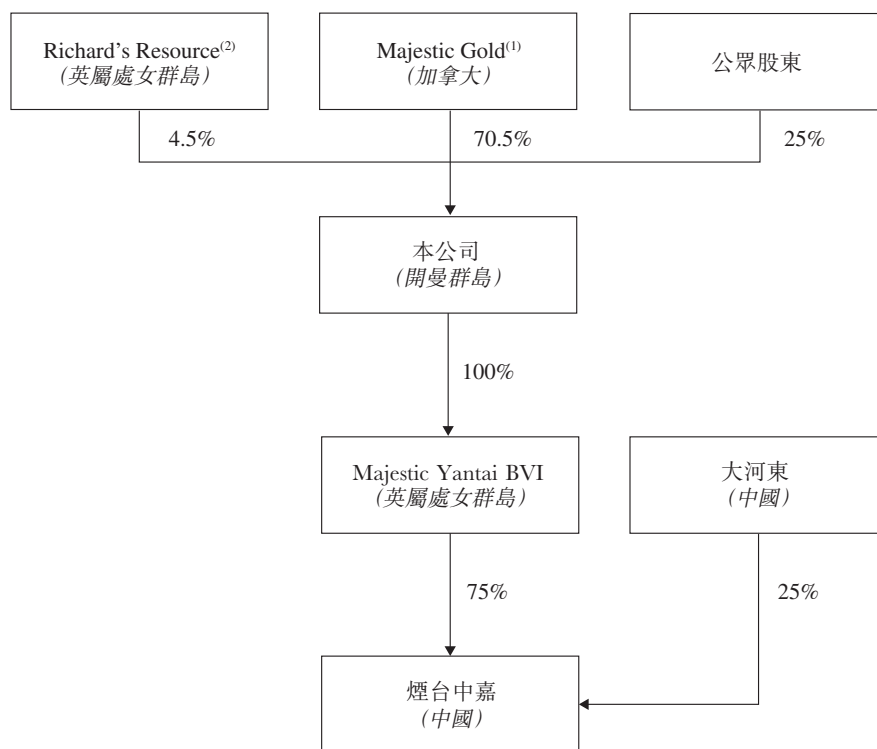 Richard's Resource(2)
(英屬處女群島)
Majestic Gold(1)
(加拿大)
公眾股東
4.5%
70.5%
25%
本公司
(開曼群島)
100%
Majestic Yantai BVI
(英屬處女群島)
大河東
(中國)
75%
25%
煙台中嘉
(中國)